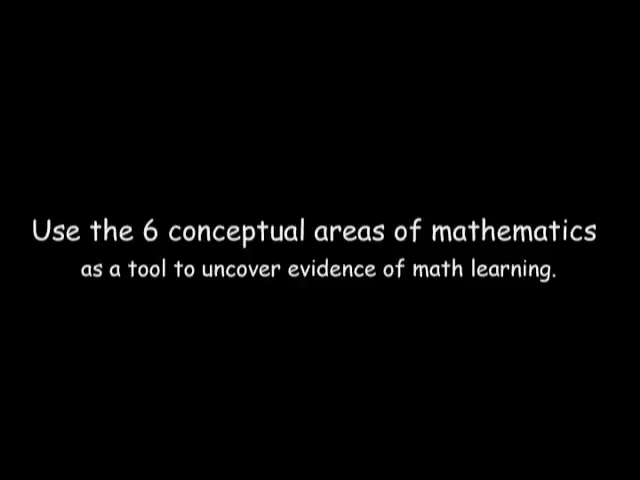 Use the 6 conceptual areas of mathematics
as a tool to uncover evidence of math learning.